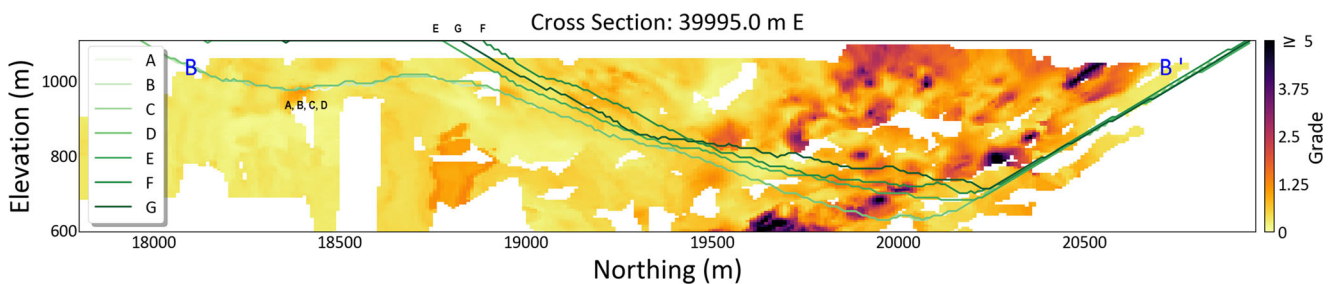 Cross Section: 39995.0 m E
E G F
A
B
C
D
E
F
G
B
A, B, C, D
B '
Elevation (m)
1000
800
600
18000 18500 19000 19500 20000 20500
Northing (m)
≥ 5
3.75
2.5
1.25
0
Grade